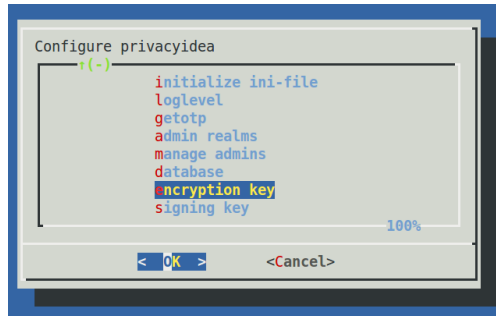 Configure privacyidea
↑(-)
initialize ini-file
loglevel
getotp
admin realms
manage admins
database
encryption key
signing key
100%
< OK > <Cancel>